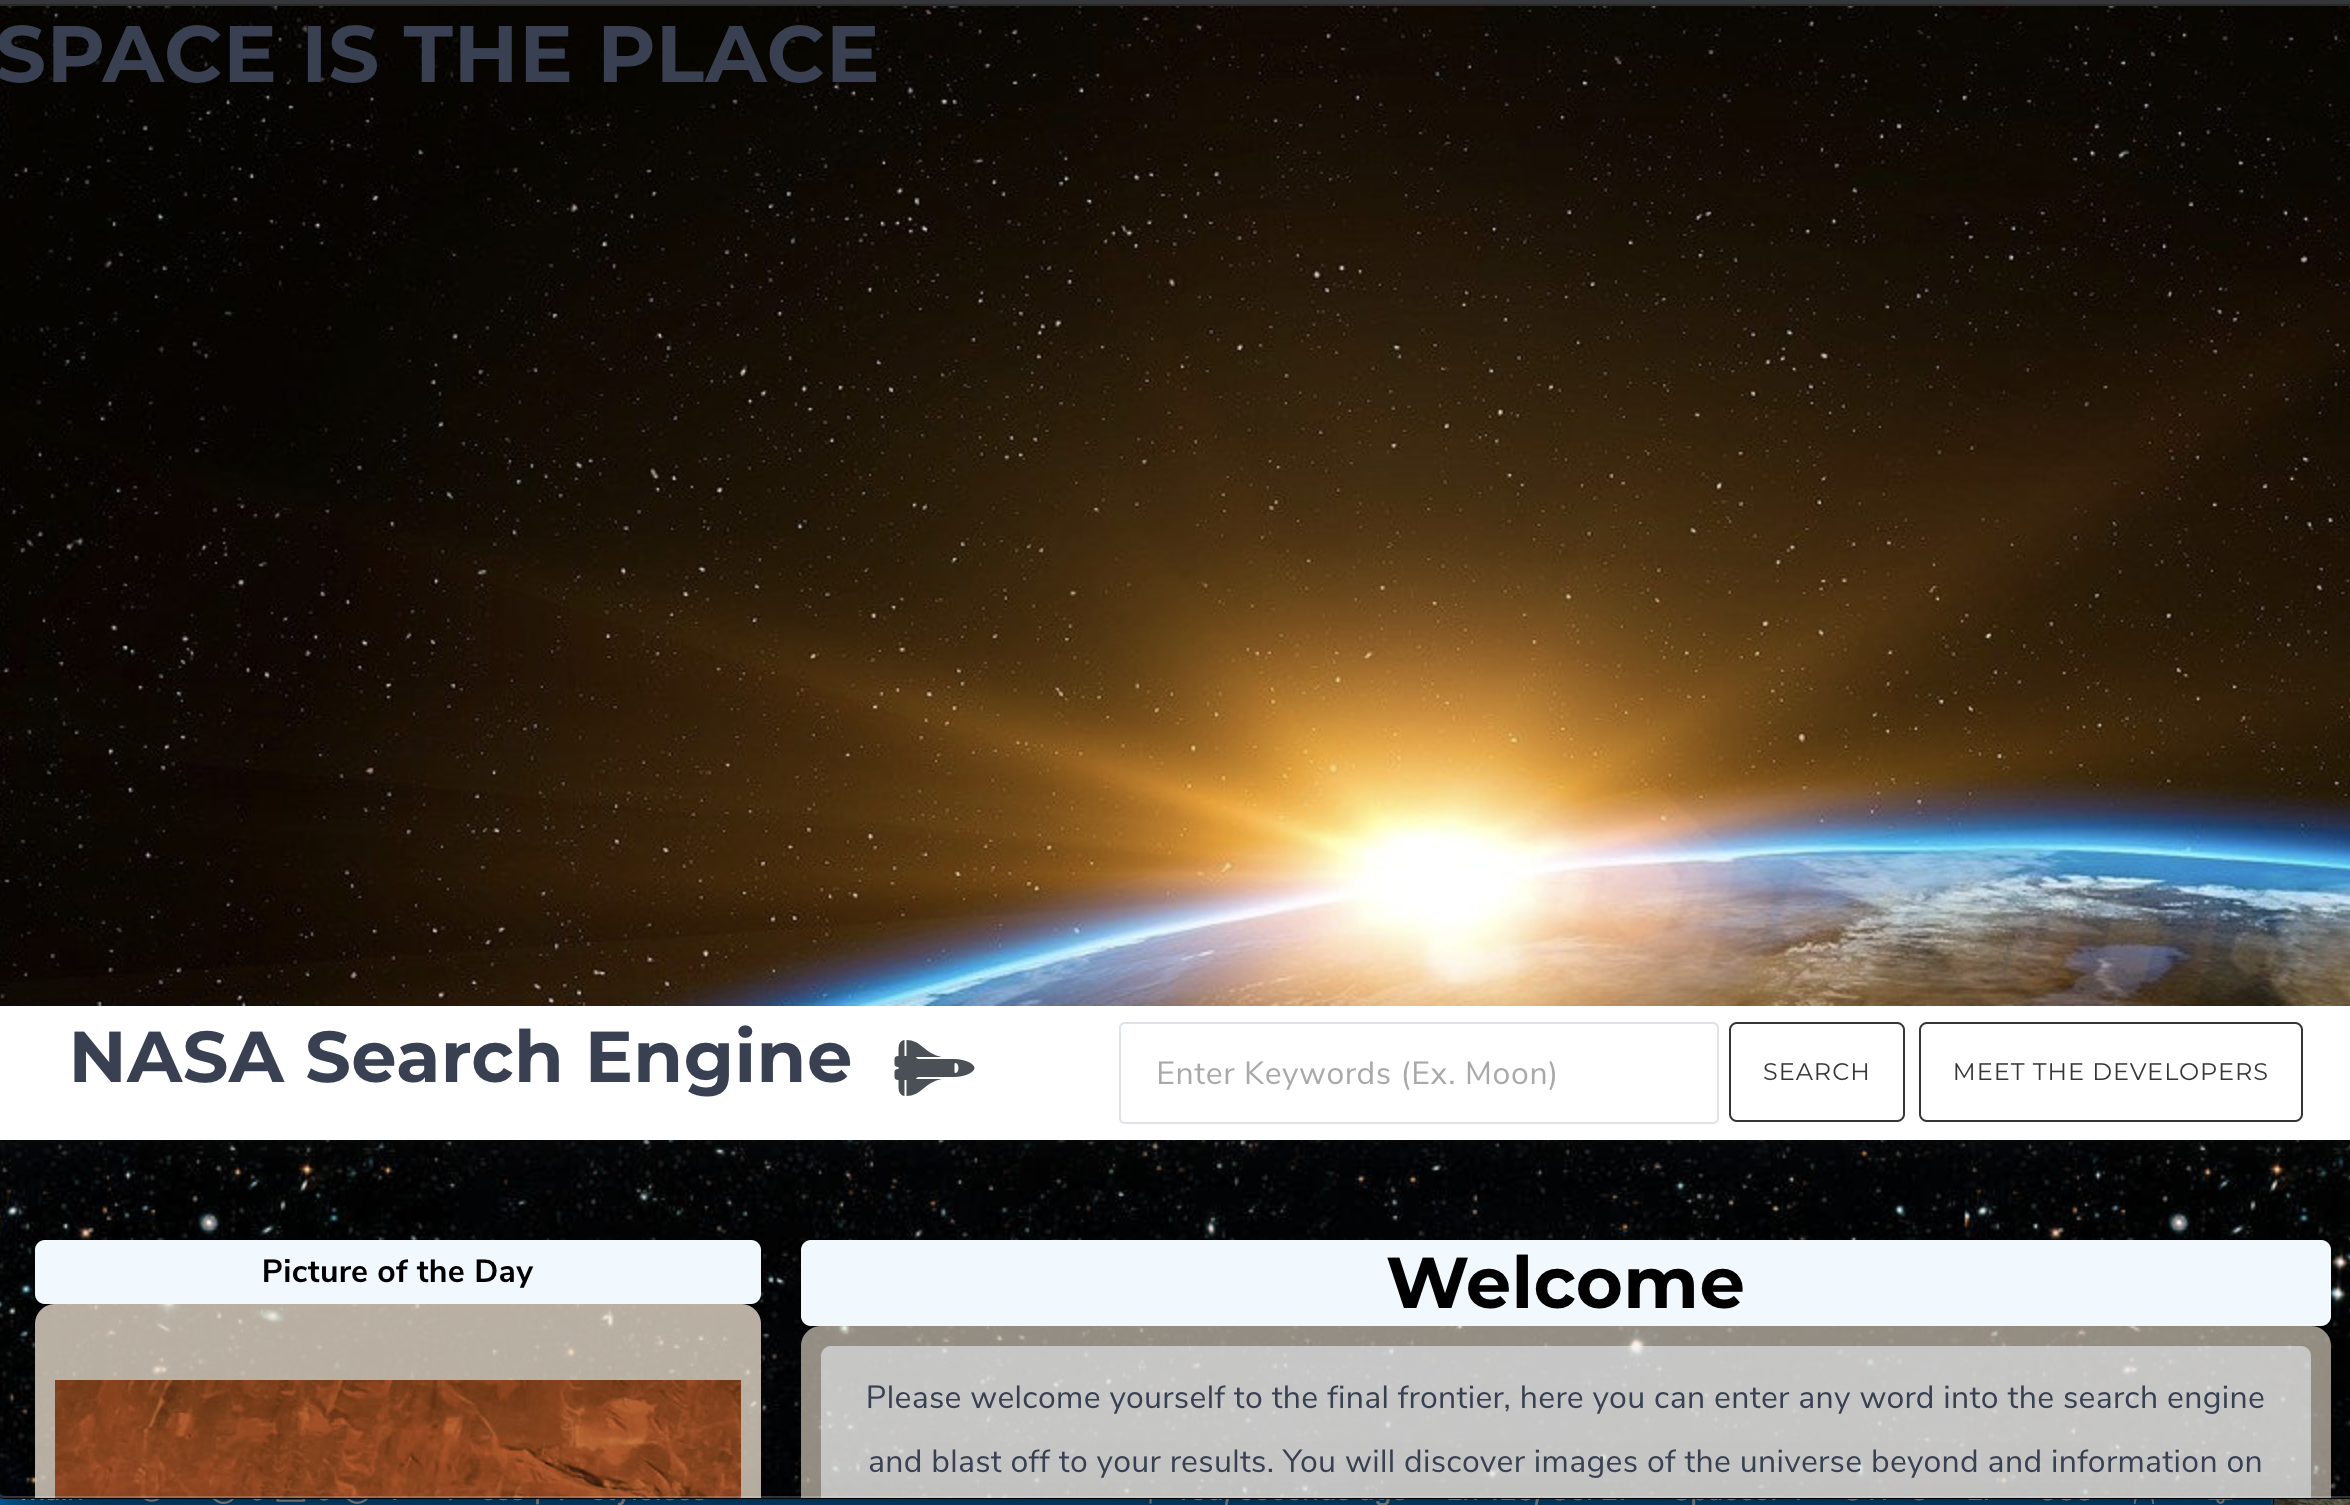 SPACE IS THE PLACE
NASA Search Engine
Enter Keywords (Ex. Moon)
SEARCH
MEET THE DEVELOPERS
Picture of the Day
Welcome
Please welcome yourself to the final frontier, here you can enter any word into the search engine
and blast off to your results. You will discover images of the universe beyond and information on